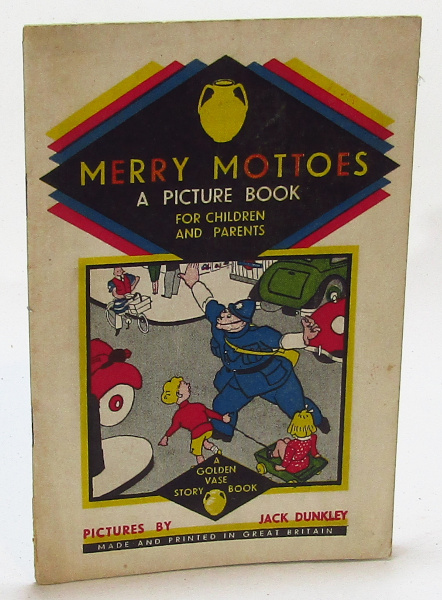 MERRY MOTTOES
A PICTURE BOOK
FOR CHILDREN
AND PARENTS
A
GOLDEN
VASE
STORY BOOK
PICTURES BY JACK DUNKLEY
MADE AND PRINTED IN GREAT BRITAIN